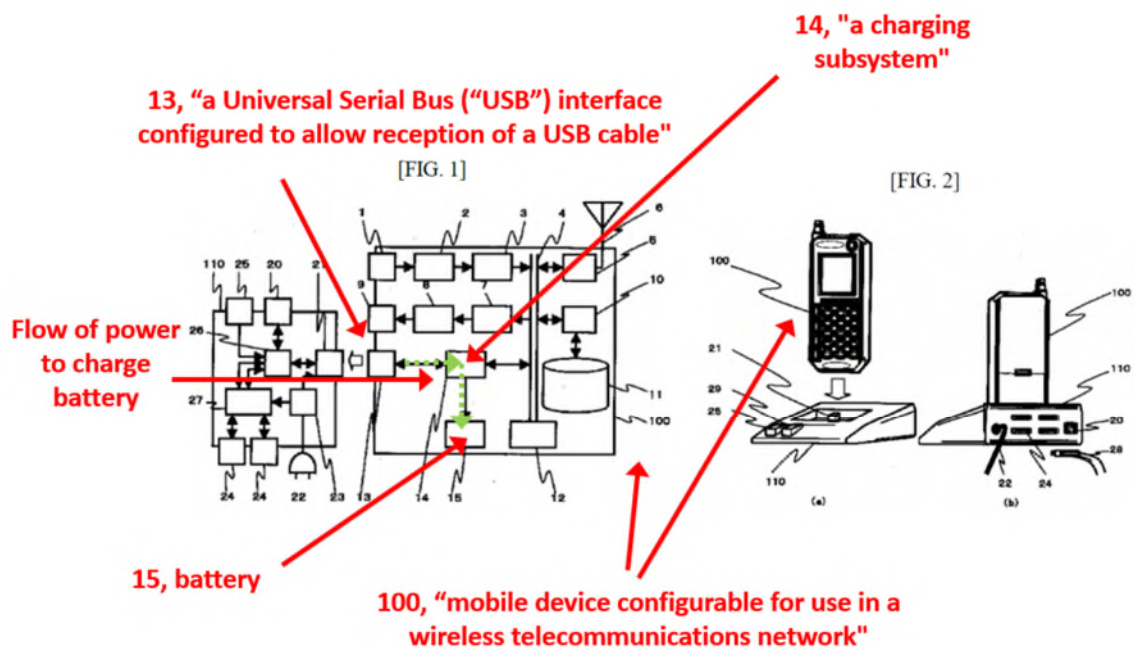 14, "a charging
subsystem"
13, “a Universal Serial Bus (“USB”) interface
configured to allow reception of a USB cable"
[FIG. 1]
[FIG. 2]
1 2 3 4 6
5
110 25 20 21
9 8 7 10
100
100
Flow of power
to charge
battery
26
21
110
27
11
29
25
20
100
28
24 24 22 23 13 14 15 12
110
22 24
(a) (b)
15, battery
100, “mobile device configurable for use in a
wireless telecommunications network"